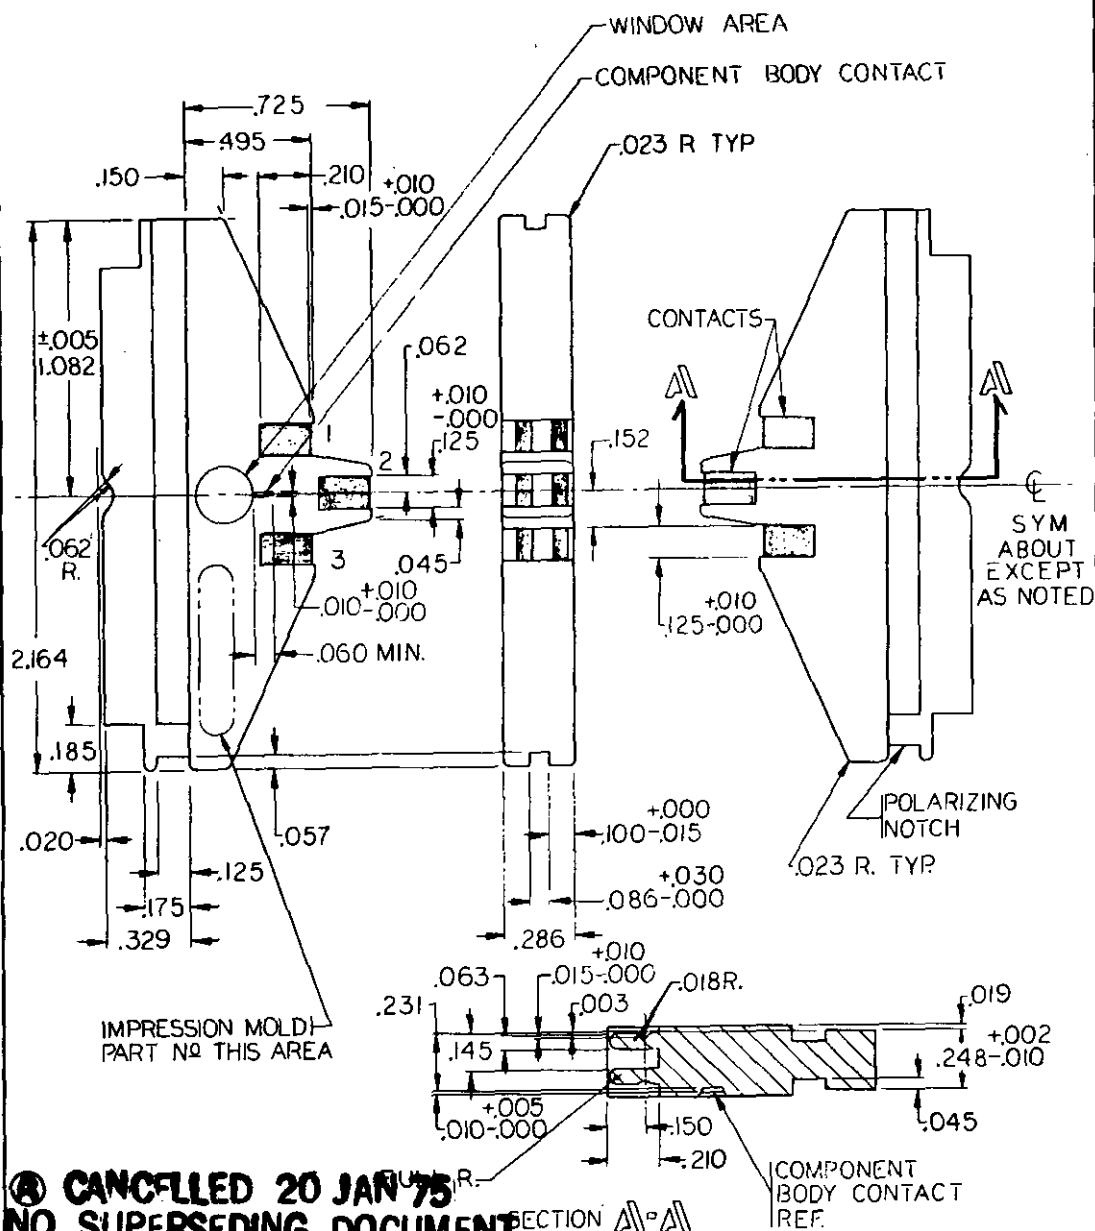 WINDOW AREA
COMPONENT BODY CONTACT
.725
.495
.023 R TYP
.150
.210
+.010
.015-.000
CONTACTS
±.005
1.082
.062
+.010
-.000
.125
.152
A
A
1
2
3
℄
SYM
ABOUT
EXCEPT
AS NOTED
.062
R.
.045
+.010
.010-.000
+.010
.125-.000
.060 MIN.
2.164
.185
.020
.057
.125
.175
.329
+.000
.100-.015
+.030
.086-.000
.286
POLARIZING
NOTCH
.023 R. TYP.
IMPRESSION MOLD
PART Nº THIS AREA
.063
+.010
.015-.000
.018R.
.231
.003
.019
.145
+.002
.248-.010
+.005
.010-.000
.150
.045
.210
R.
COMPONENT
BODY CONTACT
REF.
SECTION A-A
Ⓐ CANCELLED 20 JAN 75
NO SUPERSEDING DOCUMENT